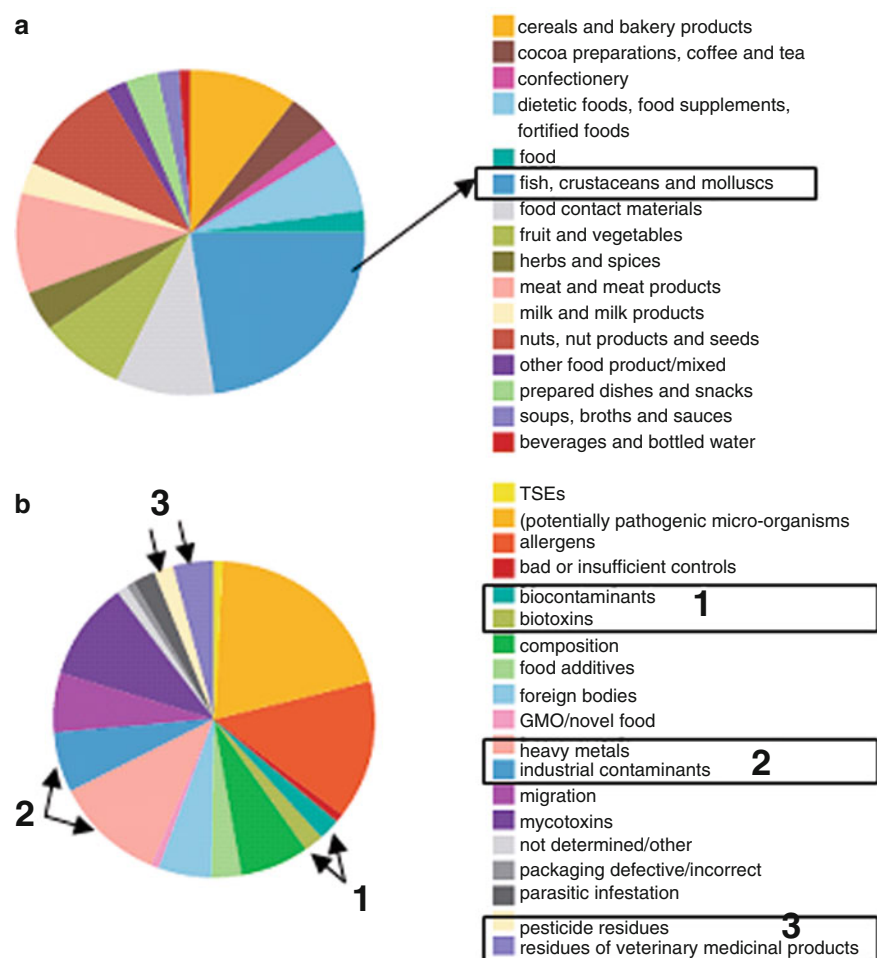 a
cereals and bakery products
cocoa preparations, coffee and tea
confectionery
dietetic foods, food supplements,
fortified foods
food
fish, crustaceans and molluscs
food contact materials
fruit and vegetables
herbs and spices
meat and meat products
milk and milk products
nuts, nut products and seeds
other food product/mixed
prepared dishes and snacks
soups, broths and sauces
beverages and bottled water
b
3
2
1
TSEs
(potentially pathogenic micro-organisms
allergens
bad or insufficient controls
biocontaminants
1
biotoxins
composition
food additives
foreign bodies
GMO/novel food
heavy metals
2
industrial contaminants
migration
mycotoxins
not determined/other
packaging defective/incorrect
parasitic infestation
pesticide residues
3
residues of veterinary medicinal products